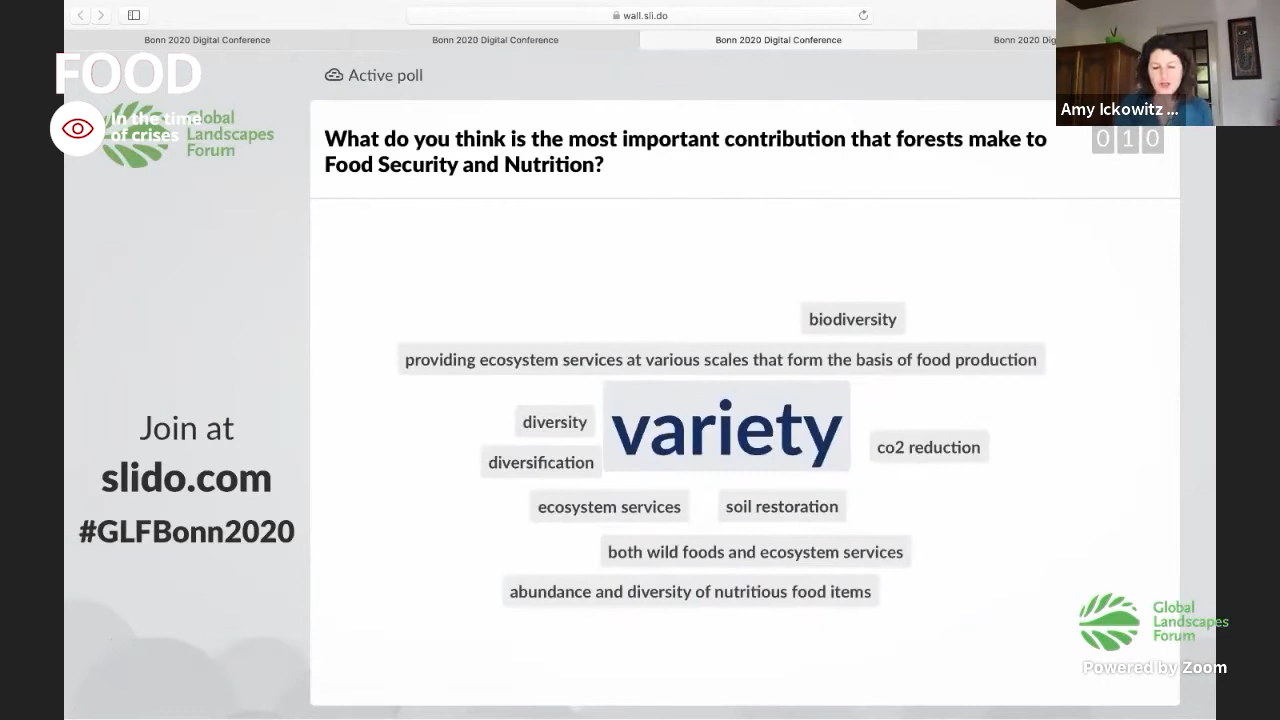 wall.sli.do
Bonn 2020 Digital Conference
Bonn 2020 Digital Conference
Bonn 2020 Digital Conference
Bonn 2020 Dig
FOOD
In the time
of crises
Global
Landscapes
Forum
Active poll
Amy Ickowitz ...
What do you think is the most important contribution that forests make to
Food Security and Nutrition?
0 1 0
biodiversity
providing ecosystem services at various scales that form the basis of food production
diversity
variety
co2 reduction
diversification
ecosystem services
soil restoration
both wild foods and ecosystem services
abundance and diversity of nutritious food items
Join at
slido.com
#GLFBonn2020
Global
Landscapes
Forum
Powered by Zoom